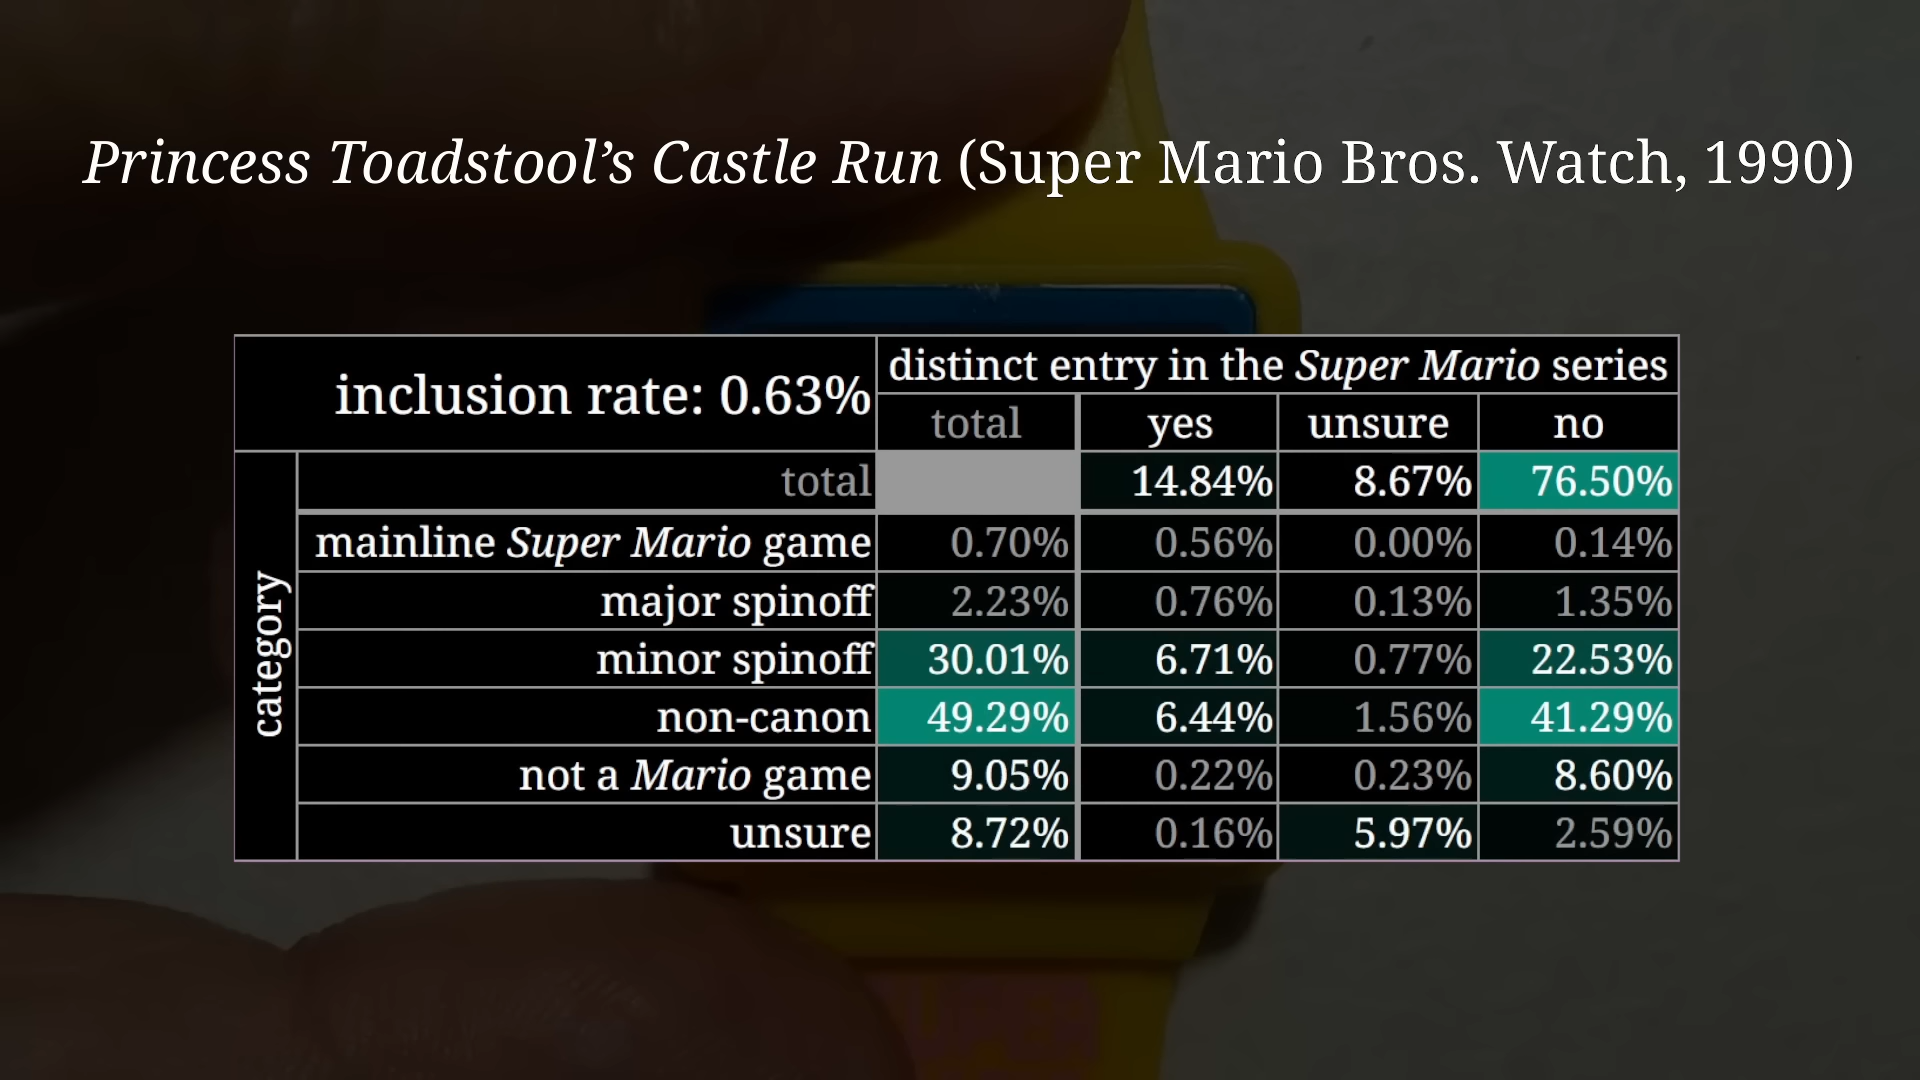 Princess Toadstool’s Castle Run (Super Mario Bros. Watch, 1990)
inclusion rate: 0.63%
distinct entry in the Super Mario series
total yes unsure no
category
total 14.84% 8.67% 76.50%
mainline Super Mario game 0.70% 0.56% 0.00% 0.14%
major spinoff 2.23% 0.76% 0.13% 1.35%
minor spinoff 30.01% 6.71% 0.77% 22.53%
non-canon 49.29% 6.44% 1.56% 41.29%
not a Mario game 9.05% 0.22% 0.23% 8.60%
unsure 8.72% 0.16% 5.97% 2.59%